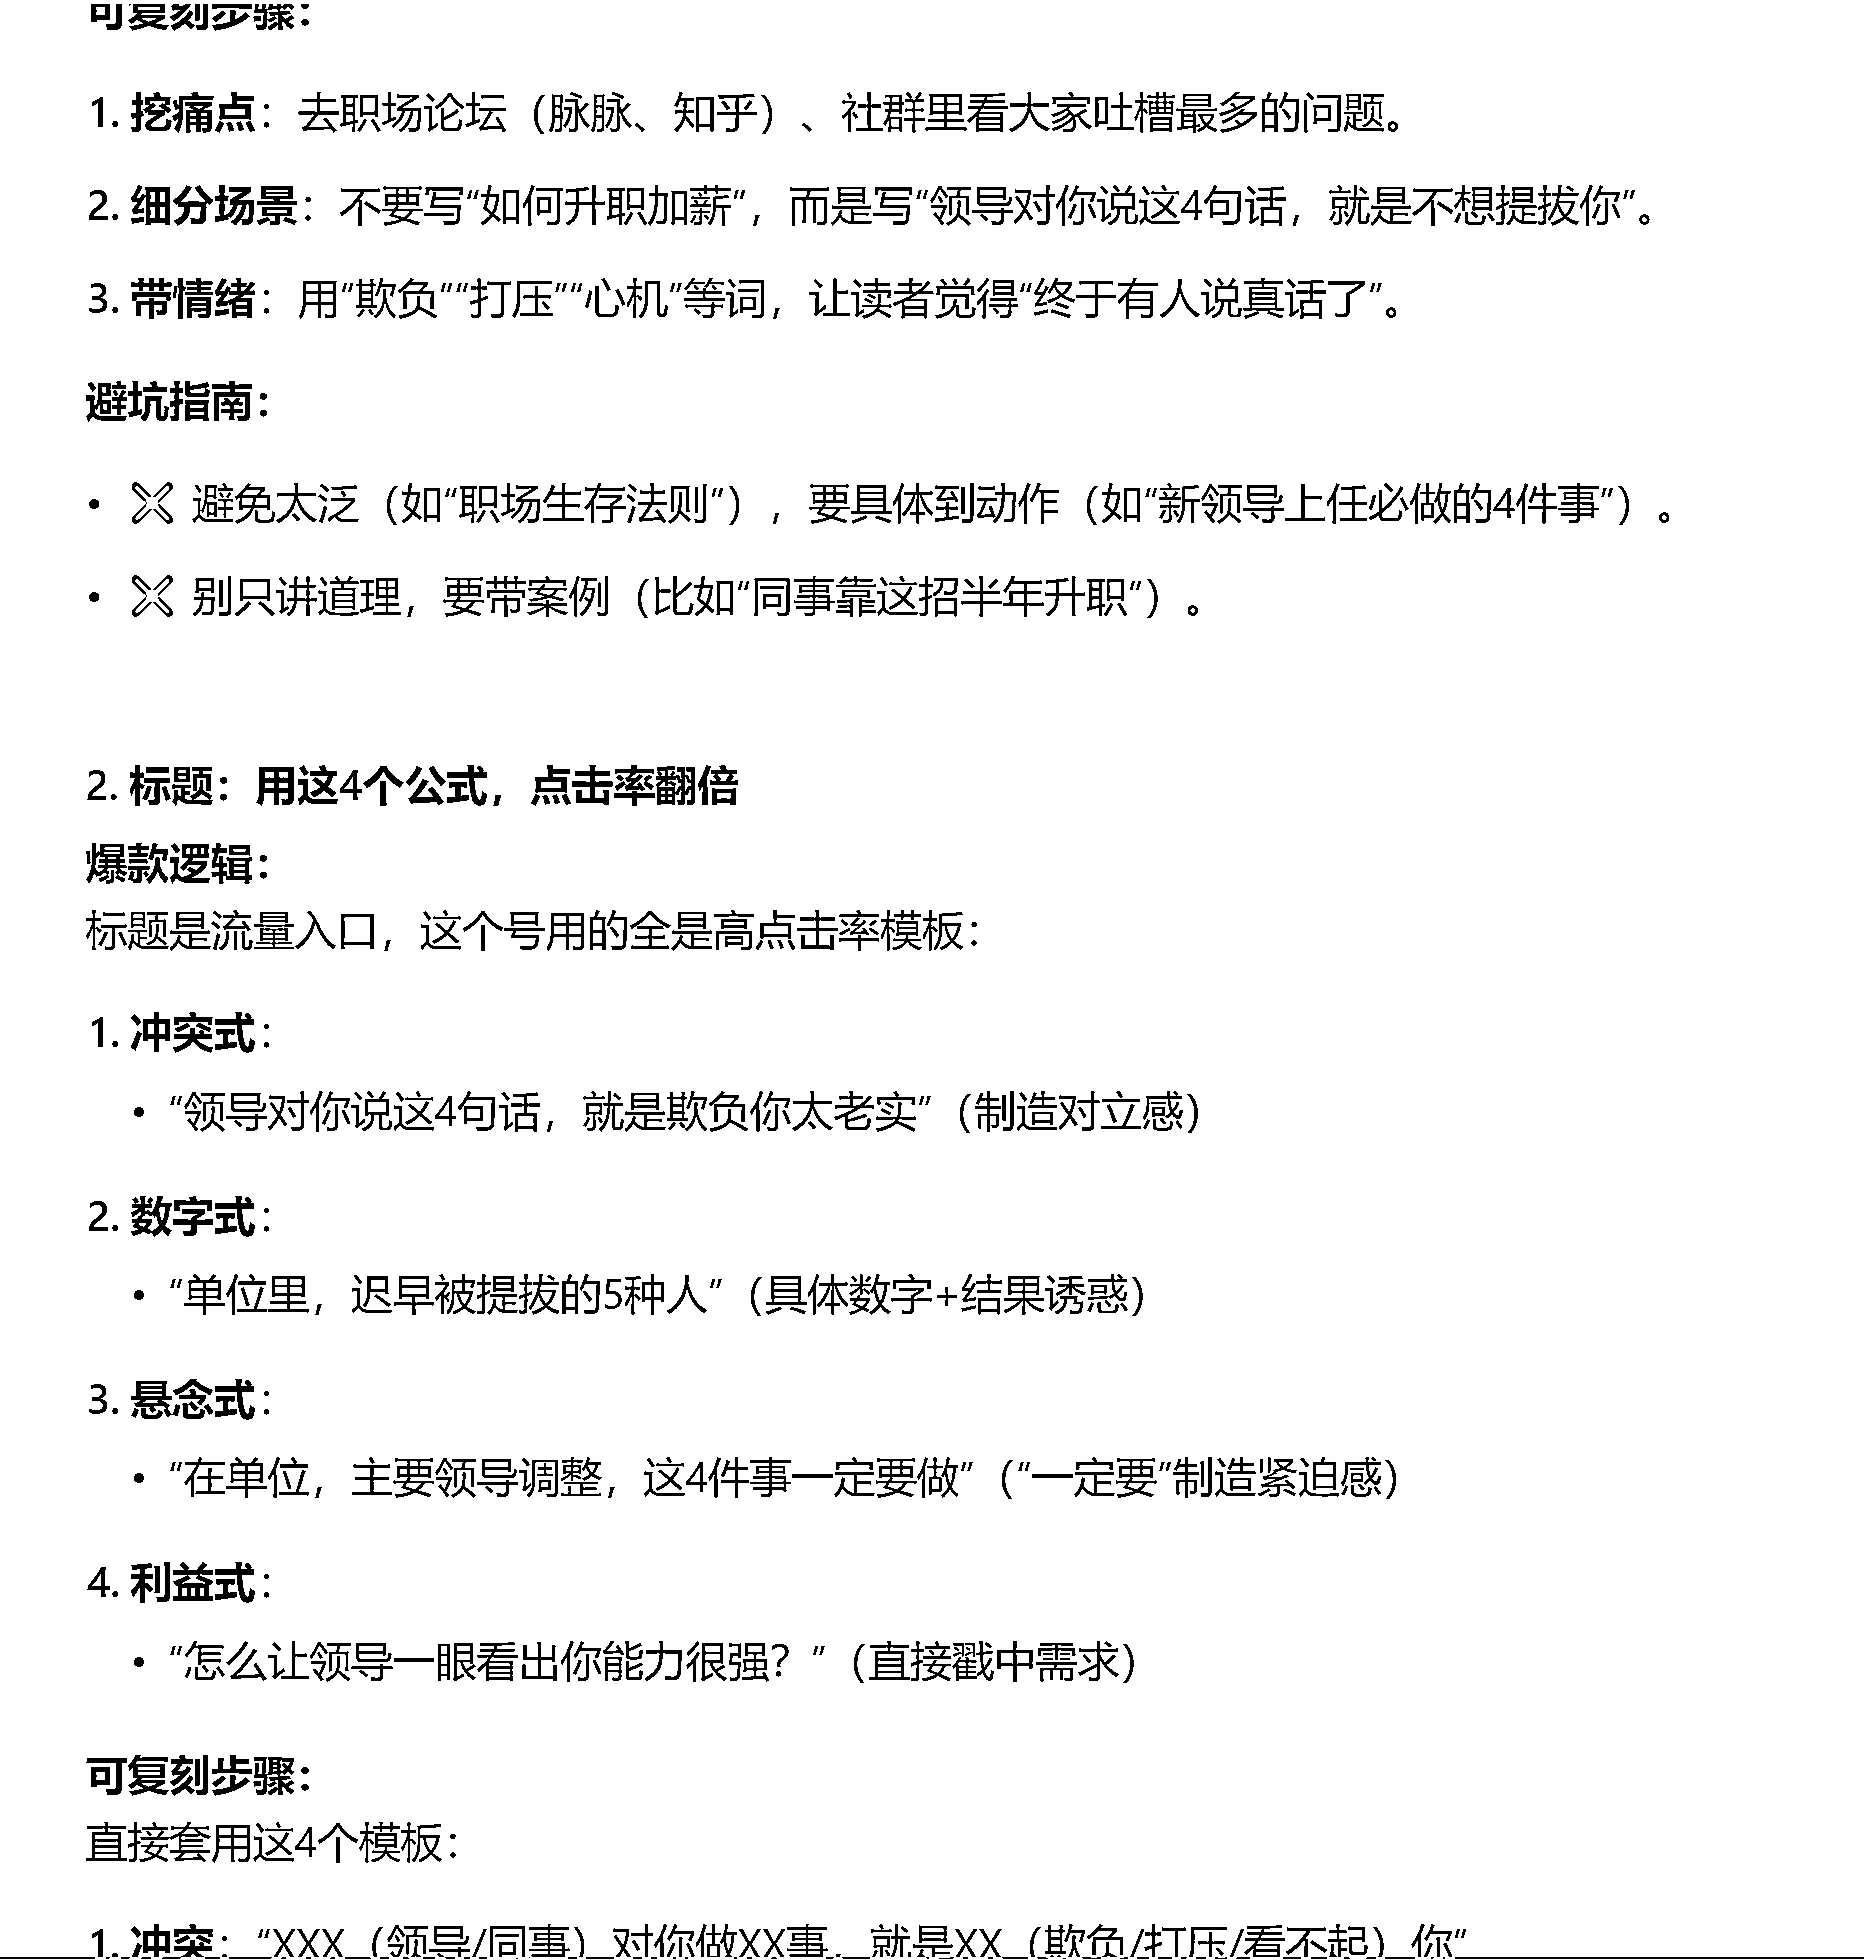 可复刻步骤：
1. 挖痛点：去职场论坛（脉脉、知乎）、社群里看大家吐槽最多的问题。
2. 细分场景：不要写“如何升职加薪”，而是写“领导对你说这4句话，就是不想提拔你”。
3. 带情绪：用“欺负”“打压”“心机”等词，让读者觉得“终于有人说真话了”。
避坑指南：
• ❌ 避免太泛（如“职场生存法则”），要具体到动作（如“新领导上任必做的4件事”）。
• ❌ 别只讲道理，要带案例（比如“同事靠这招半年升职”）。
2. 标题：用这4个公式，点击率翻倍
爆款逻辑：
标题是流量入口，这个号用的全是高点击率模板：
1. 冲突式：
• “领导对你说这4句话，就是欺负你太老实”（制造对立感）
2. 数字式：
• “单位里，迟早被提拔的5种人”（具体数字+结果诱惑）
3. 悬念式：
• “在单位，主要领导调整，这4件事一定要做”（“一定要”制造紧迫感）
4. 利益式：
• “怎么让领导一眼看出你能力很强？”（直接戳中需求）
可复刻步骤：
直接套用这4个模板：
1. 冲突：“XXX（领导/同事）对你做XX事，就是XX（欺负/打压/看不起）你”